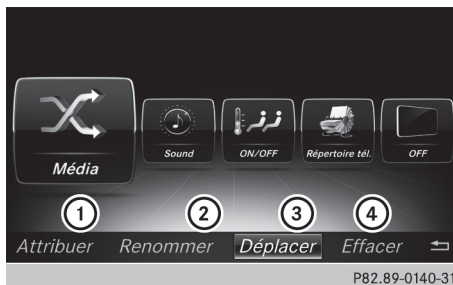 Média
Sound
ON/OFF
Répertoire tél.
OFF
1 2 3 4
Attribuer Renommer Déplacer Effacer
P82.89-0140-31